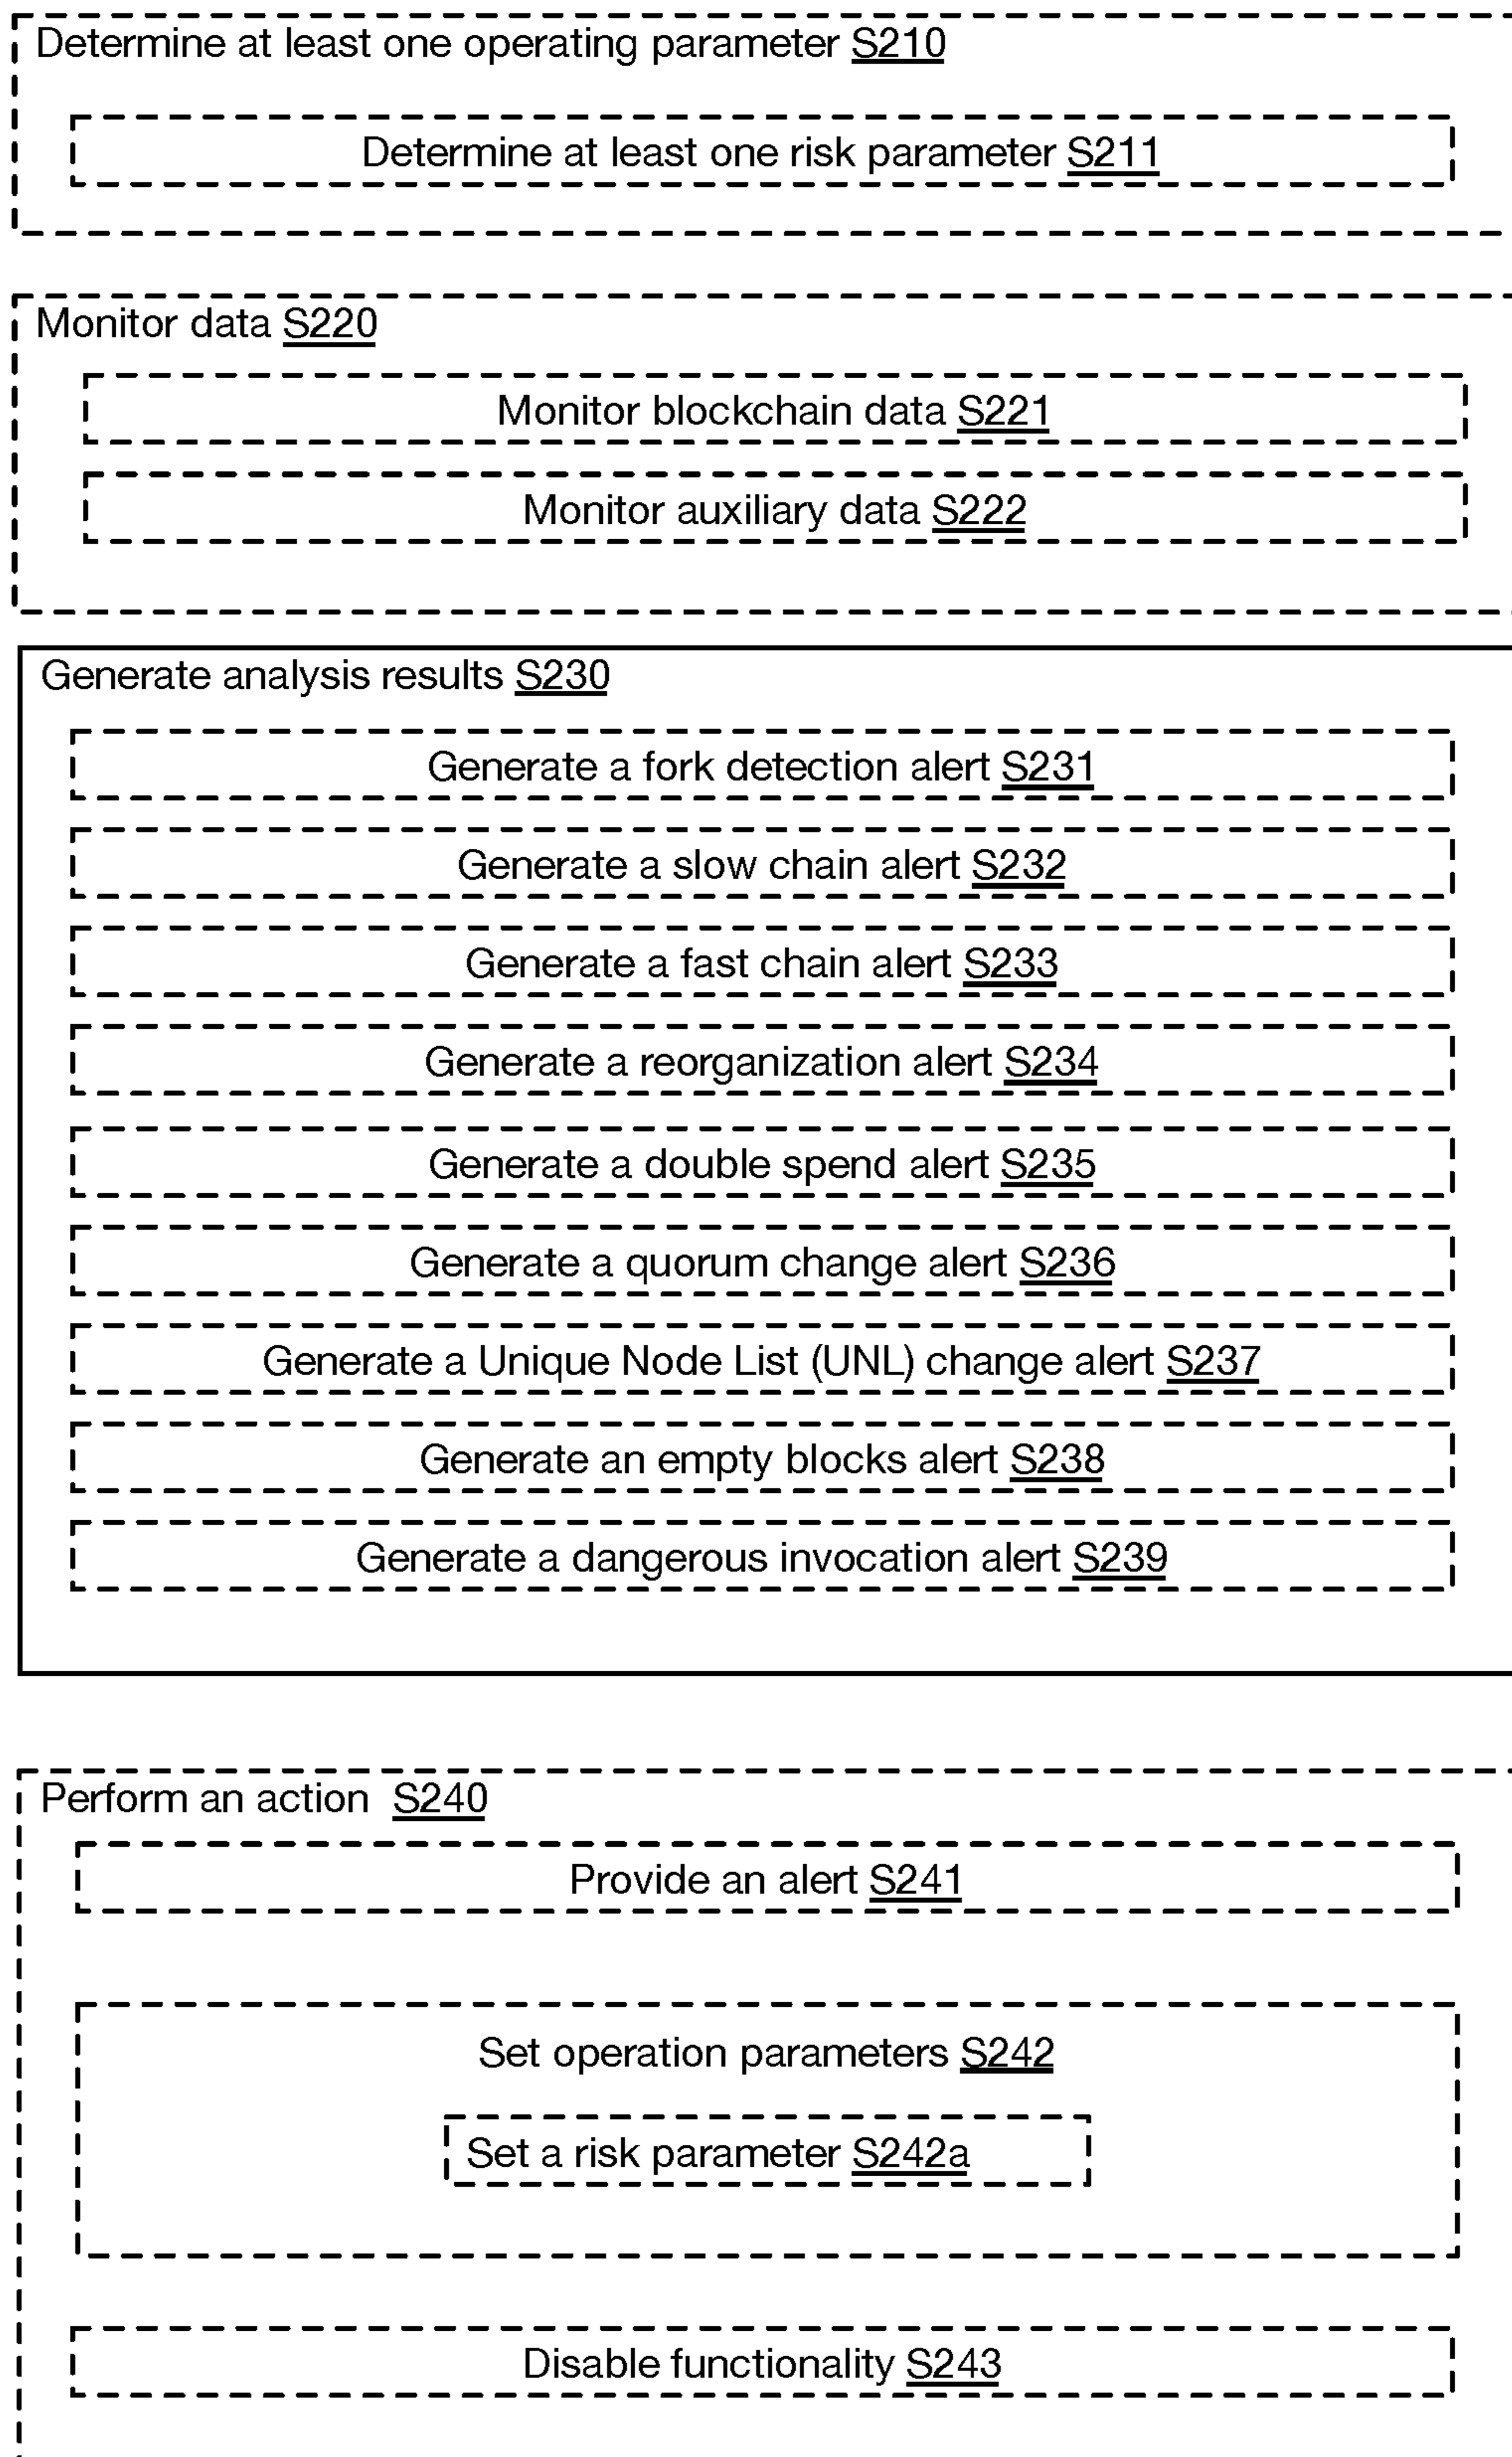 Determine at least one operating parameter S210
Determine at least one risk parameter S211
Monitor data S220
Monitor blockchain data S221
Monitor auxiliary data S222
Generate analysis results S230
Generate a fork detection alert S231
Generate a slow chain alert S232
Generate a fast chain alert S233
Generate a reorganization alert S234
Generate a double spend alert S235
Generate a quorum change alert S236
Generate a Unique Node List (UNL) change alert S237
Generate an empty blocks alert S238
Generate a dangerous invocation alert S239
Perform an action S240
Provide an alert S241
Set operation parameters S242
Set a risk parameter S242a
Disable functionality S243